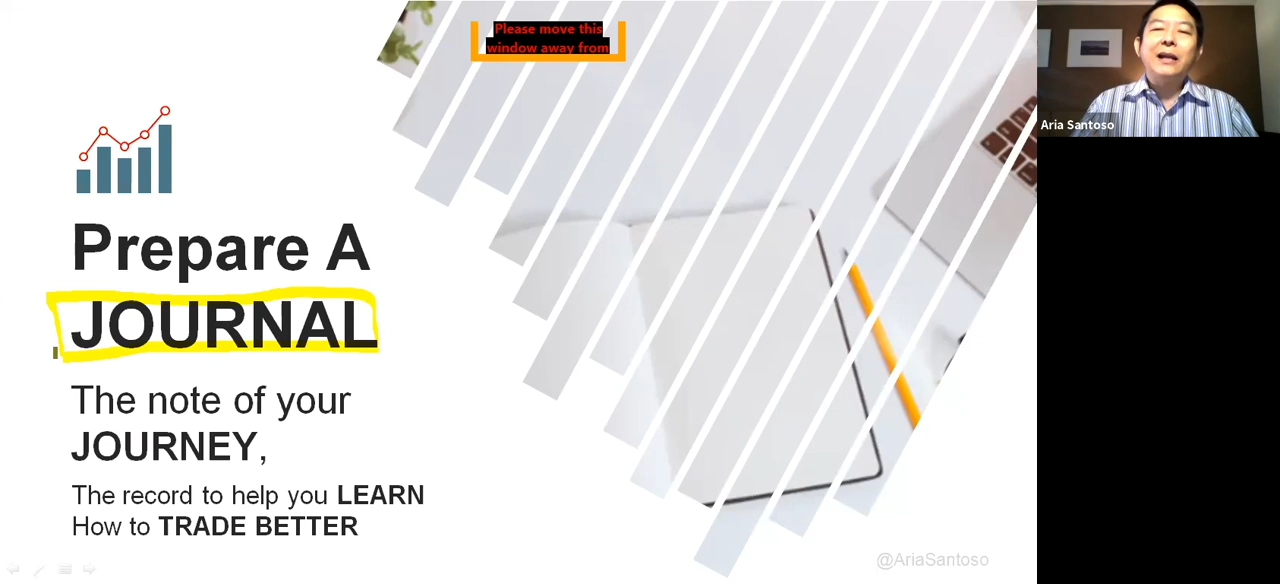 Please move this
window away from
Aria Santoso
Prepare A
JOURNAL
The note of your
JOURNEY,
The record to help you LEARN
How to TRADE BETTER
@AriaSantoso